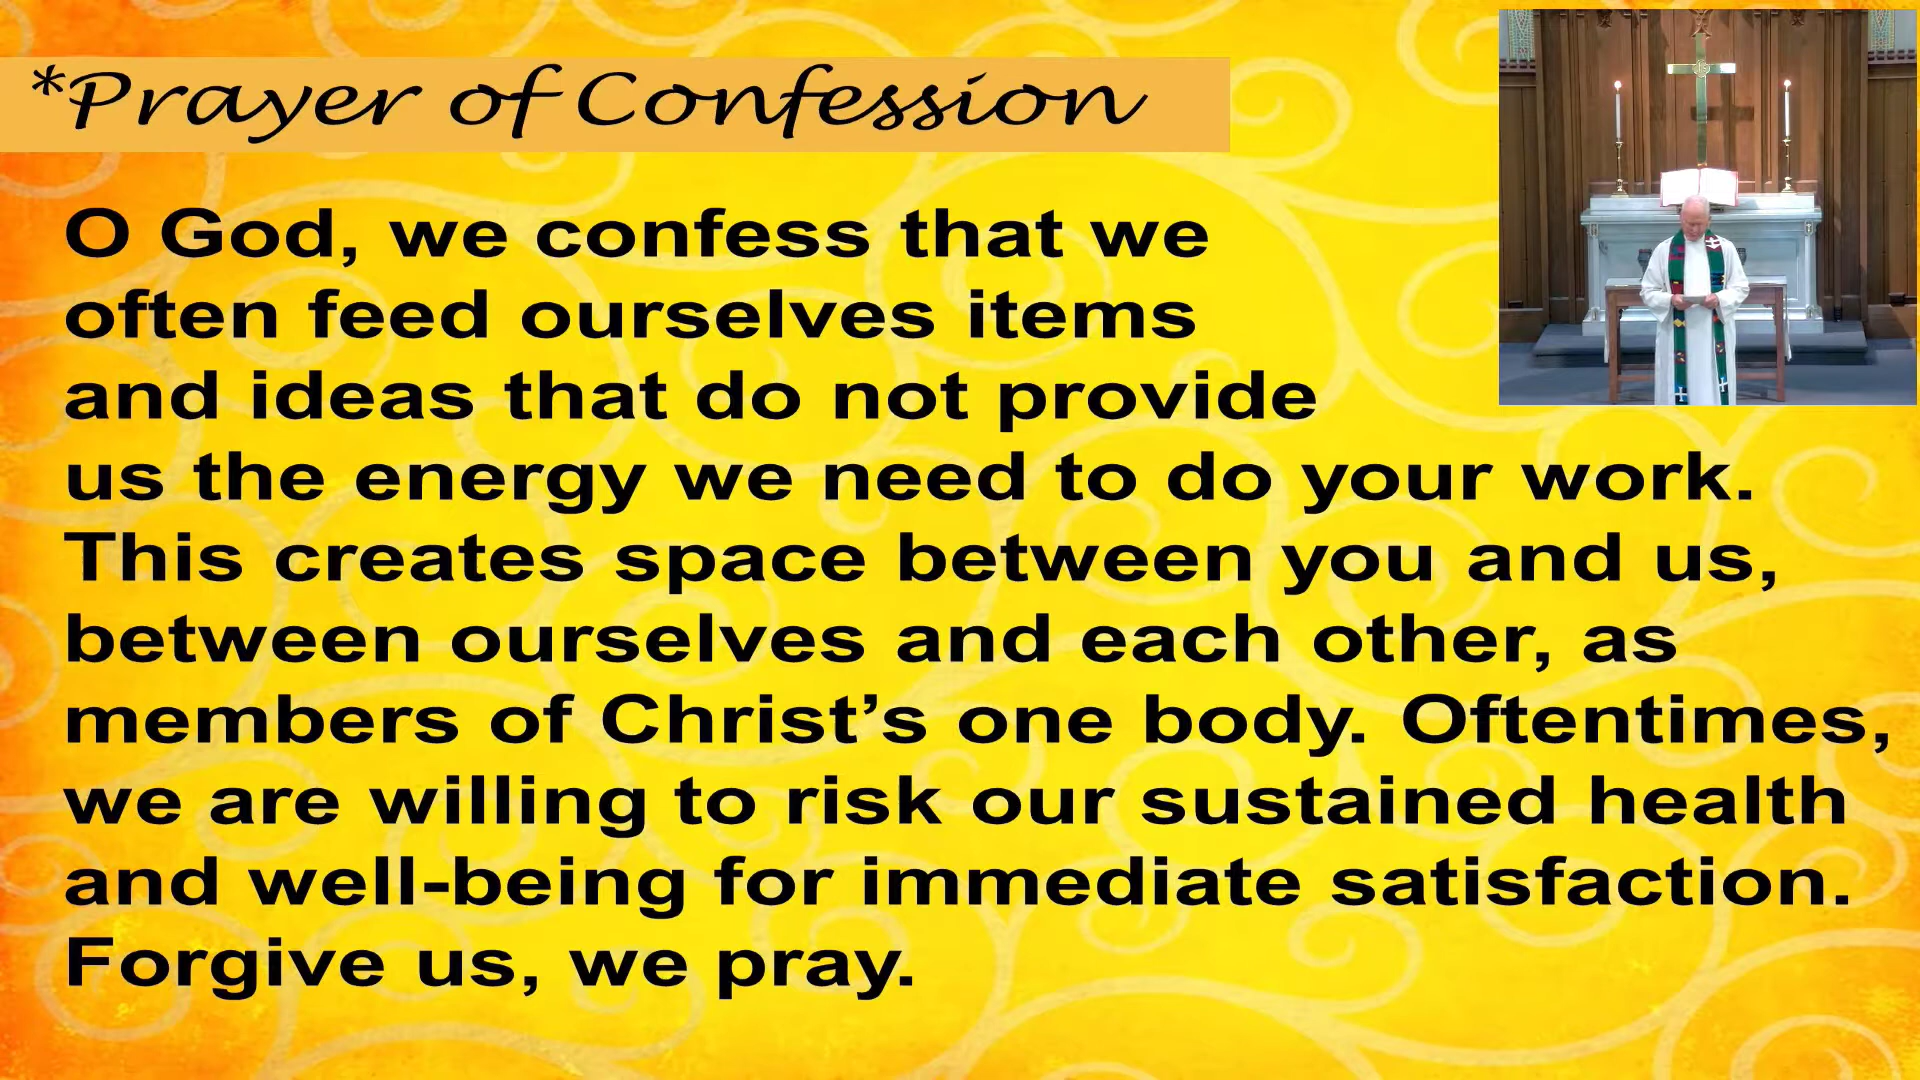 *Prayer of Confession
O God, we confess that we
often feed ourselves items
and ideas that do not provide
us the energy we need to do your work.
This creates space between you and us,
between ourselves and each other, as
members of Christ’s one body. Oftentimes,
we are willing to risk our sustained health
and well-being for immediate satisfaction.
Forgive us, we pray.